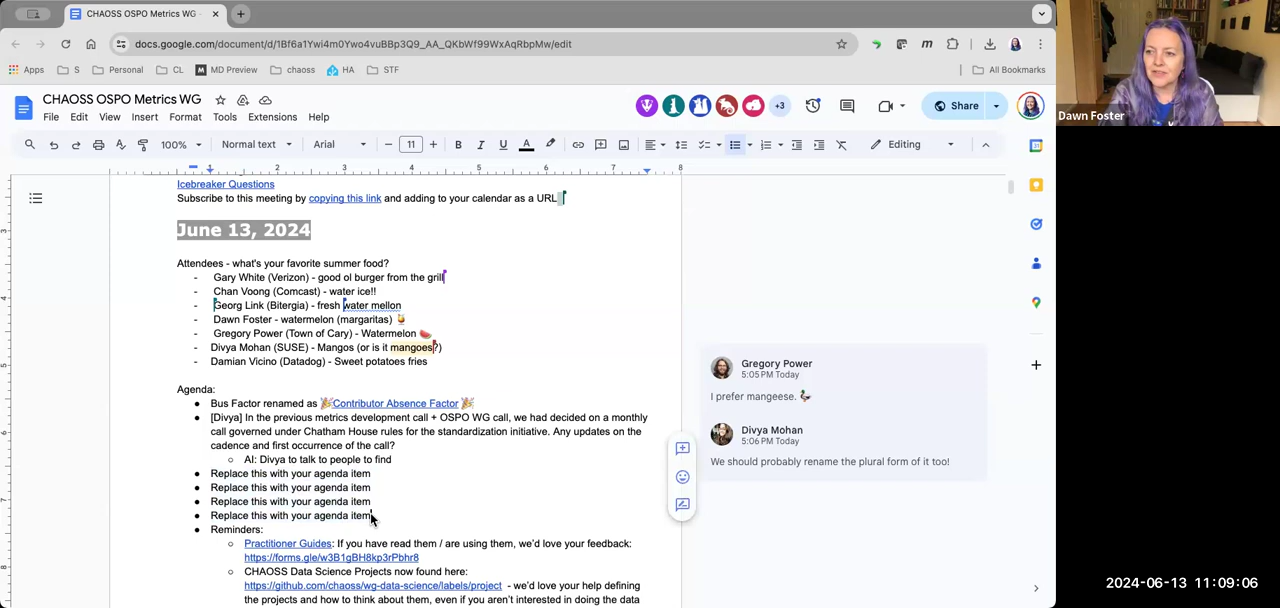 CHAOSS OSPO Metrics WG -
docs.google.com/document/d/1Bf6a1Ywi4m0Ywo4vuBBp3Q9_AA_QKbWf99WxAqRbpMw/edit
Apps S Personal CL MD Preview chaoss HA STF All Bookmarks
CHAOSS OSPO Metrics WG
+3
Share
File Edit View Insert Format Tools Extensions Help
100% Normal text Arial 11 Editing
1 2 3 4 5 6 7 8
Icebreaker Questions
Subscribe to this meeting by copying this link and adding to your calendar as a URL
June 13, 2024
Attendees - what's your favorite summer food?
- Gary White (Verizon) - good ol burger from the grill
- Chan Voong (Comcast) - water ice!!
- Georg Link (Bitergia) - fresh water mellon
- Dawn Foster - watermelon (margaritas) 🍹
- Gregory Power (Town of Cary) - Watermelon 🍉
- Divya Mohan (SUSE) - Mangos (or is it mangoes?)
- Damian Vicino (Datadog) - Sweet potatoes fries
Agenda:
● Bus Factor renamed as 🎉Contributor Absence Factor 🎉
● [Divya] In the previous metrics development call + OSPO WG call, we had decided on a monthly
call governed under Chatham House rules for the standardization initiative. Any updates on the
cadence and first occurrence of the call?
○ AI: Divya to talk to people to find
● Replace this with your agenda item
● Replace this with your agenda item
● Replace this with your agenda item
● Replace this with your agenda item
● Reminders:
○ Practitioner Guides: If you have read them / are using them, we'd love your feedback:
https://forms.gle/w3B1gBH8kp3rPbhr8
○ CHAOSS Data Science Projects now found here:
https://github.com/chaoss/wg-data-science/labels/project - we'd love your help defining
the projects and how to think about them, even if you aren't interested in doing the data
Gregory Power
5:05 PM Today
I prefer mangeese. 🦆
Divya Mohan
5:06 PM Today
We should probably rename the plural form of it too!
Dawn Foster
2024-06-13 11:09:06